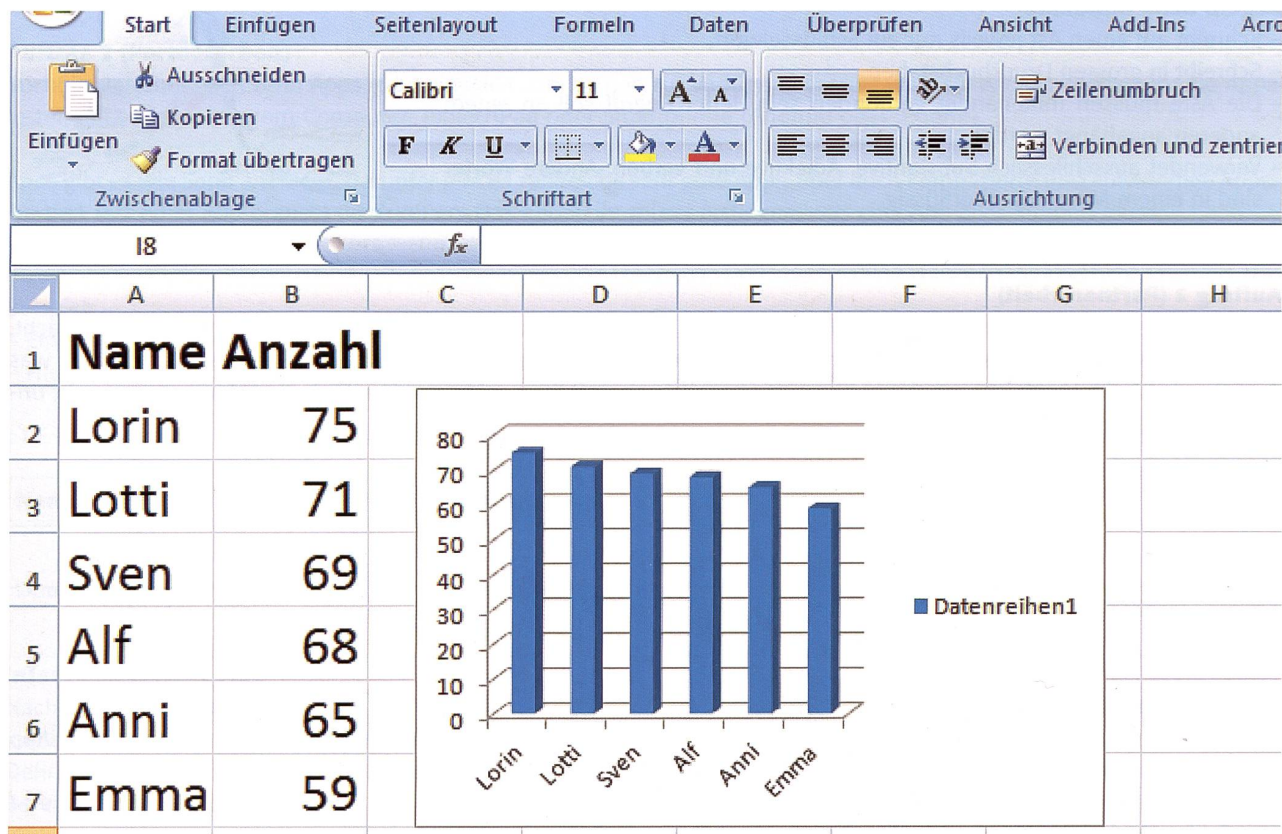 Start Einfügen Seitenlayout Formeln Daten Überprüfen Ansicht Add-Ins Acro
Ausschneiden
Kopieren
Einfügen
Format übertragen
Zwischenablage
Calibri 11 A A
F K U A
Schriftart
Zeilenumbruch
Verbinden und zentrier
Ausrichtung
I8 fx
A B C D E F G H
1 Name Anzahl
2 Lorin 75
3 Lotti 71
4 Sven 69
5 Alf 68
6 Anni 65
7 Emma 59
80
70
60
50
40
30
20
10
0
Lorin Lotti Sven Alf Anni Emma
Datenreihen1